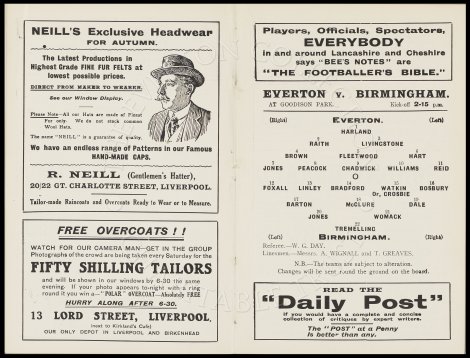 NEILL'S Exclusive Headwear
FOR AUTUMN.
The Latest Productions in
Highest Grade FINE FUR FELTS at
lowest possible prices.
DIRECT FROM MAKER TO WEARER.
See our Window Display.
Please Note—All our Hats are made of Finest
Fur only. We do not stock common
Wool Hats.
The name "NEILL" is a guarantee of quality.
We have an endless range of Patterns in our Famous
HAND-MADE CAPS.
R. NEILL (Gentlemen's Hatter),
20/22 GT. CHARLOTTE STREET, LIVERPOOL.
Tailor-made Raincoats and Overcoats Ready to Wear or to Measure.
FREE OVERCOATS!!
WATCH FOR OUR CAMERA MAN—GET IN THE GROUP
Photographs of the crowd are being taken every Saturday for the
FIFTY SHILLING TAILORS
and will be shown in our windows by 6-30 on the same
evening. If your photo appears to-night with a ring
round it you win a—"POLAR" OVERCOAT—Absolutely FREE
HURRY ALONG AFTER 6-30.
13 LORD STREET, LIVERPOOL.
(next to Kirkland's Cafe)
OUR ONLY DEPOT IN LIVERPOOL AND BIRKENHEAD
Players, Officials, Spectators,
EVERYBODY
in and around Lancashire and Cheshire
says "BEE'S NOTES" are
"THE FOOTBALLER'S BIBLE."
EVERTON v. BIRMINGHAM.
AT GOODISON PARK. Kick-off 2-15 p.m.
(Right) Everton. (Left)
1
HARLAND
2 3
RAITH LIVINGSTONE
4 5 6
BROWN FLEETWOOD HART
7 8 9 10 11
JONES PEACOCK CHADWICK WILLIAMS REID
O
12 13 14 15 16
FOXALL LINLEY BRADFORD WATKIN BOSBURY
Or, CROSBIE
17 18 19
BARTON McCLURE DALE
20 21
JONES WOMACK
22
TREMELLING
(Left) Birmingham. (Right)
Referee.—W. G. DAY.
Linesmen.—Messrs. A. WIGNALL and T. GREAVES.
N.B.—The teams are subject to alteration.
Changes will be sent round the ground on the board.
READ THE
"Daily Post"
if you would have a complete and concise
collection of critiques by expert writers.
The "POST" at a Penny
is better than any.